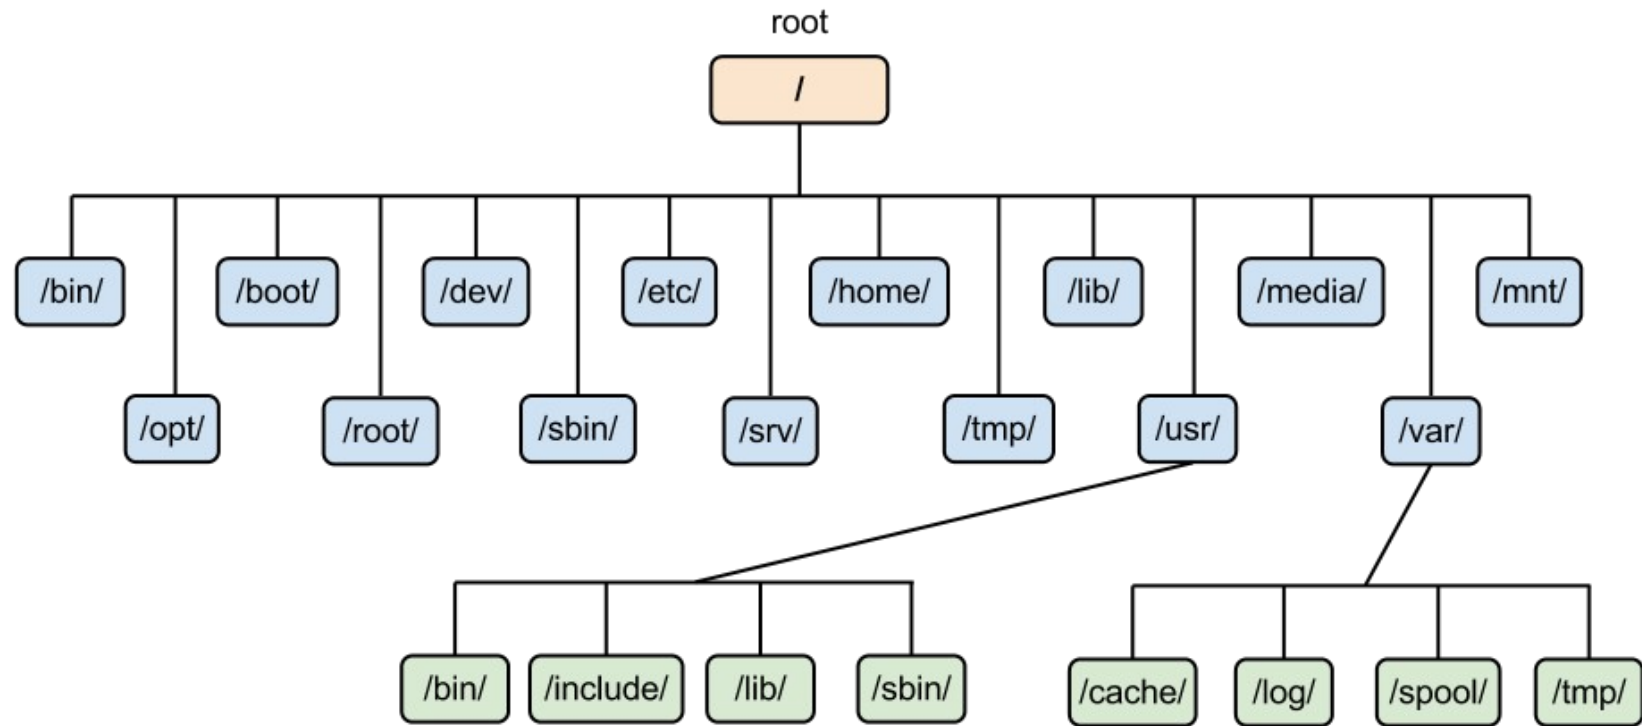 root
/
/bin/
/boot/
/dev/
/etc/
/home/
/lib/
/media/
/mnt/
/opt/
/root/
/sbin/
/srv/
/tmp/
/usr/
/var/
/bin/
/include/
/lib/
/sbin/
/cache/
/log/
/spool/
/tmp/